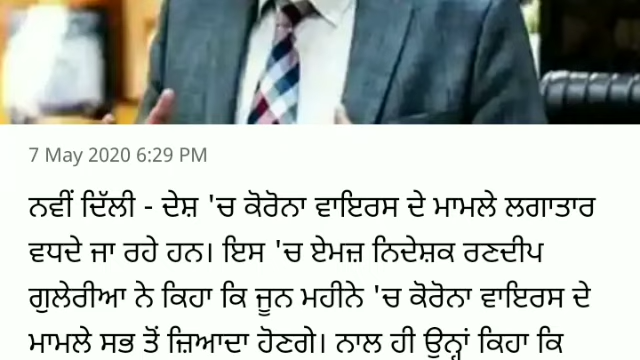 7 May 2020 6:29 PM
ਨਵੀਂ ਦਿੱਲੀ - ਦੇਸ਼ 'ਚ ਕੋਰੋਨਾ ਵਾਇਰਸ ਦੇ ਮਾਮਲੇ ਲਗਾਤਾਰ
ਵਧਦੇ ਜਾ ਰਹੇ ਹਨ। ਇਸ 'ਚ ਏਮਜ਼ ਨਿਦੇਸ਼ਕ ਰਣਦੀਪ
ਗੁਲੇਰੀਆ ਨੇ ਕਿਹਾ ਕਿ ਜੂਨ ਮਹੀਨੇ 'ਚ ਕੋਰੋਨਾ ਵਾਇਰਸ ਦੇ
ਮਾਮਲੇ ਸਭ ਤੋਂ ਜ਼ਿਆਦਾ ਹੋਣਗੇ। ਨਾਲ ਹੀ ਉਨ੍ਹਾਂ ਕਿਹਾ ਕਿ